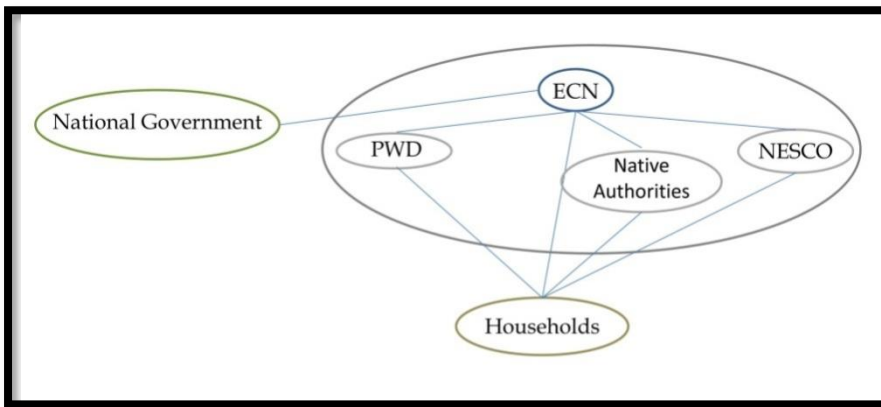 ECN
National Government
PWD
Native
Authorities
NESCO
Households